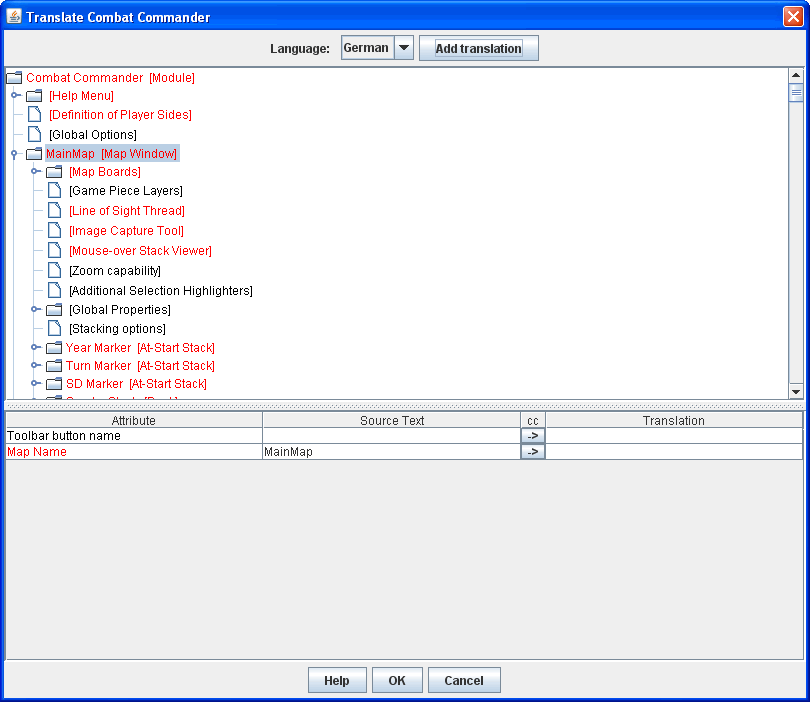 Translate Combat Commander
Language: German Add translation
Combat Commander [Module]
[Help Menu]
[Definition of Player Sides]
[Global Options]
MainMap [Map Window]
[Map Boards]
[Game Piece Layers]
[Line of Sight Thread]
[Image Capture Tool]
[Mouse-over Stack Viewer]
[Zoom capability]
[Additional Selection Highlighters]
[Global Properties]
[Stacking options]
Year Marker [At-Start Stack]
Turn Marker [At-Start Stack]
SD Marker [At-Start Stack]
Attribute Source Text cc Translation
Toolbar button name ->
Map Name MainMap ->
Help OK Cancel